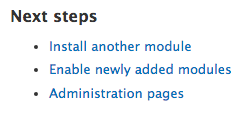 Next steps
Install another module
Enable newly added modules
Administration pages